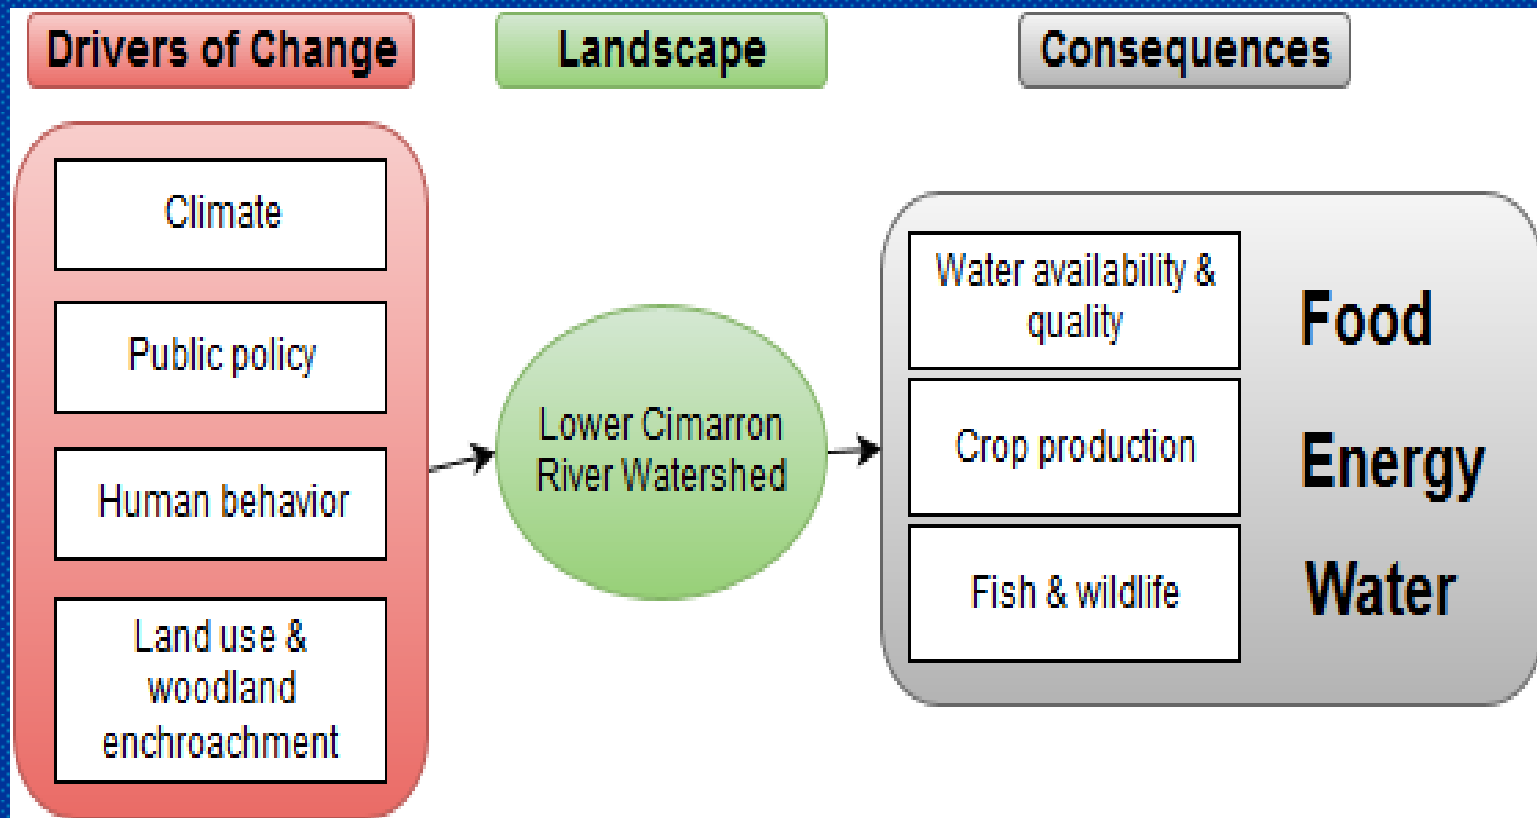 Drivers of Change
Landscape
Consequences
Climate
Public policy
Human behavior
Land use &
woodland
enchroachment
Lower Cimarron
River Watershed
Water availability &
quality
Crop production
Fish & wildlife
Food
Energy
Water